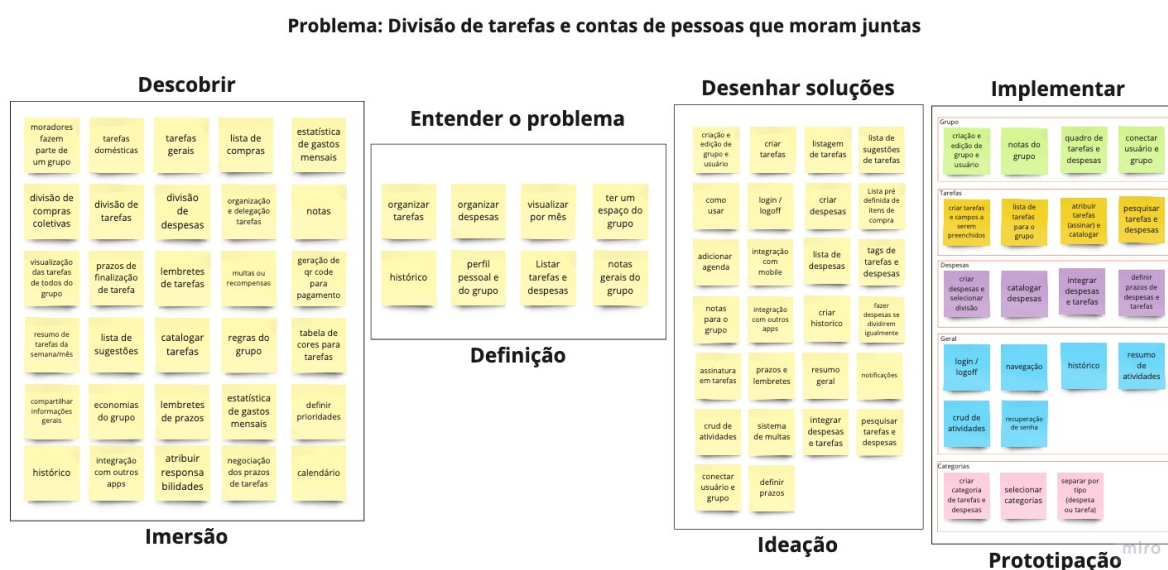 Problema: Divisão de tarefas e contas de pessoas que moram juntas
Descobrir
moradores
fazem
parte de
um grupo
tarefas
domésticas
tarefas
gerais
lista de
compras
estatística
de gastos
mensais
divisão de
compras
coletivas
divisão de
tarefas
divisão
de
despesas
organização
e delegação
tarefas
notas
visualização
das tarefas
de todos do
grupo
prazos de
finalização
de tarefa
lembretes
de tarefas
multas ou
recompensas
geração de
qr code
para
pagamento
resumo de
tarefas da
semana/mês
lista de
sugestões
catalogar
tarefas
regras do
grupo
tabela de
cores para
tarefas
compartilhar
informações
gerais
economias
do grupo
lembretes
de prazos
estatística
de gastos
mensais
definir
prioridades
histórico
integração
com outros
apps
atribuir
responsa
bilidades
negociação
dos prazos
de tarefas
calendário
Imersão
Entender o problema
organizar
tarefas
organizar
despesas
visualizar
por mês
ter um
espaço do
grupo
histórico
perfil
pessoal e
do grupo
Listar
tarefas e
despesas
notas
gerais do
grupo
Definição
Desenhar soluções
criação e
edição de
grupo e
usuário
criar
tarefas
listagem
de tarefas
lista de
sugestões
de tarefas
como
usar
login /
logoff
criar
despesas
Lista pré
definida de
itens de
compra
adicionar
agenda
integração
com
mobile
lista de
despesas
tags de
tarefas e
despesas
notas
para o
grupo
integração
com outros
apps
criar
historico
fazer
despesas se
dividirem
igualmente
assinatura
em tarefas
prazos e
lembretes
resumo
geral
notificações
crud de
atividades
sistema
de multas
integrar
despesas
e tarefas
pesquisar
tarefas e
despesas
conectar
usuário e
grupo
definir
prazos
Ideação
Implementar
Grupo
criação e
edição de
grupo e
usuário
notas do
grupo
quadro de
tarefas e
despesas
conectar
usuário e
grupo
Tarefas
criar tarefas
e campos a
serem
preenchidos
lista de
tarefas
para o
grupo
atribuir
tarefas
(assinar) e
catalogar
pesquisar
tarefas e
despesas
Despesas
criar
despesas e
selecionar
divisão
catalogar
despesas
integrar
despesas
e tarefas
definir
prazos de
despesas e
tarefas
Geral
login /
logoff
navegação
histórico
resumo
de
atividades
crud de
atividades
recuperação
de senha
Categorias
criar
categoria
de tarefas e
despesas
selecionar
categorias
separar por
tipo
(despesa
ou tarefa)
miro
Prototipação